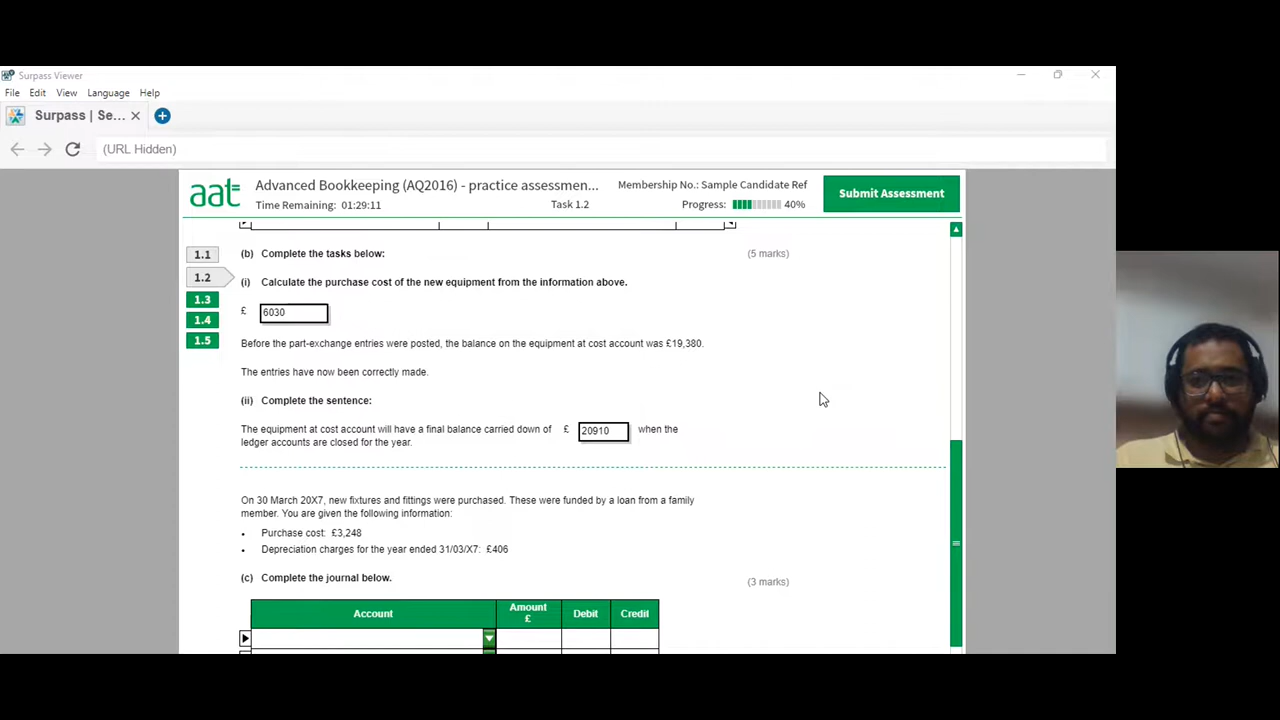 Surpass Viewer
File Edit View Language Help
Surpass | Se...
(URL Hidden)
aat
Advanced Bookkeeping (AQ2016) - practice assessmen...
Membership No.: Sample Candidate Ref
Submit Assessment
Time Remaining: 01:29:11
Task 1.2
Progress: 40%
1.1
1.2
1.3
1.4
1.5
(b) Complete the tasks below: (5 marks)
(i) Calculate the purchase cost of the new equipment from the information above.
£ 6030
Before the part-exchange entries were posted, the balance on the equipment at cost account was £19,380.
The entries have now been correctly made.
(ii) Complete the sentence:
The equipment at cost account will have a final balance carried down of £ 20910 when the
ledger accounts are closed for the year.
On 30 March 20X7, new fixtures and fittings were purchased. These were funded by a loan from a family
member. You are given the following information:
• Purchase cost: £3,248
• Depreciation charges for the year ended 31/03/X7: £406
(c) Complete the journal below. (3 marks)
Account Amount £ Debit Credit